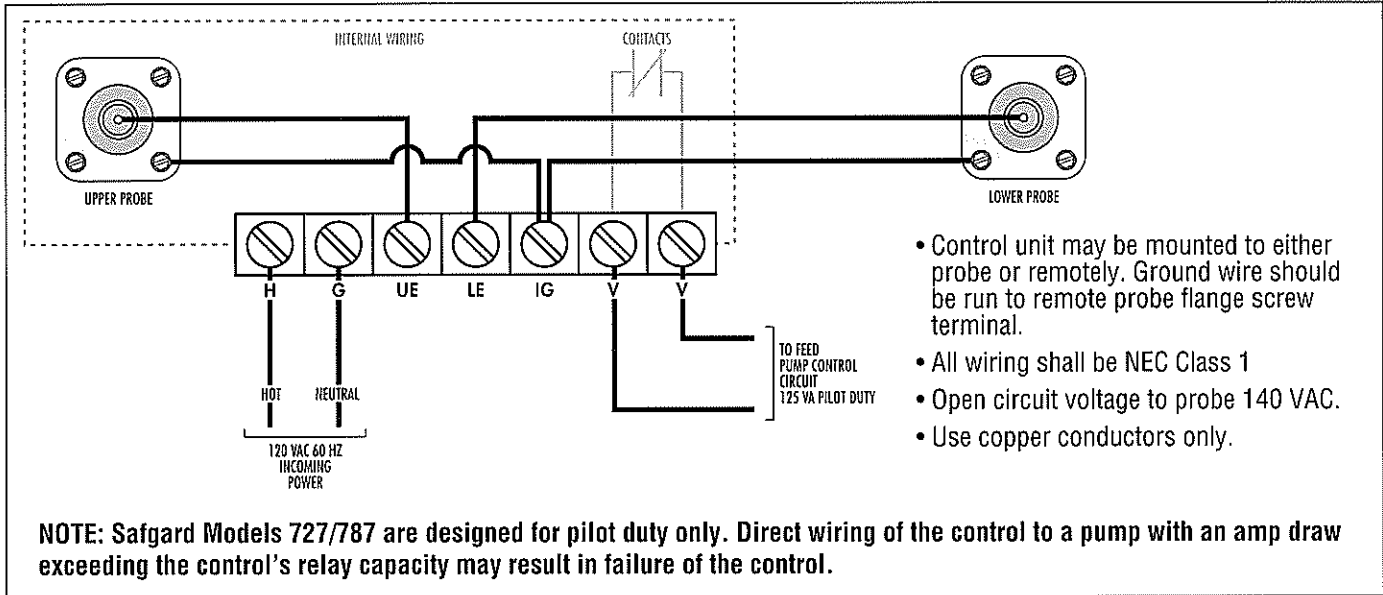 INTERNAL WIRING
CONTACTS
UPPER PROBE
LOWER PROBE
H
G
UE
LE
IG
V
V
HOT
NEUTRAL
120 VAC 60 HZ
INCOMING
POWER
TO FEED
PUMP CONTROL
CIRCUIT
125 VA PILOT DUTY
• Control unit may be mounted to either
probe or remotely. Ground wire should
be run to remote probe flange screw
terminal.
• All wiring shall be NEC Class 1
• Open circuit voltage to probe 140 VAC.
• Use copper conductors only.
NOTE: Safgard Models 727/787 are designed for pilot duty only. Direct wiring of the control to a pump with an amp draw
exceeding the control's relay capacity may result in failure of the control.